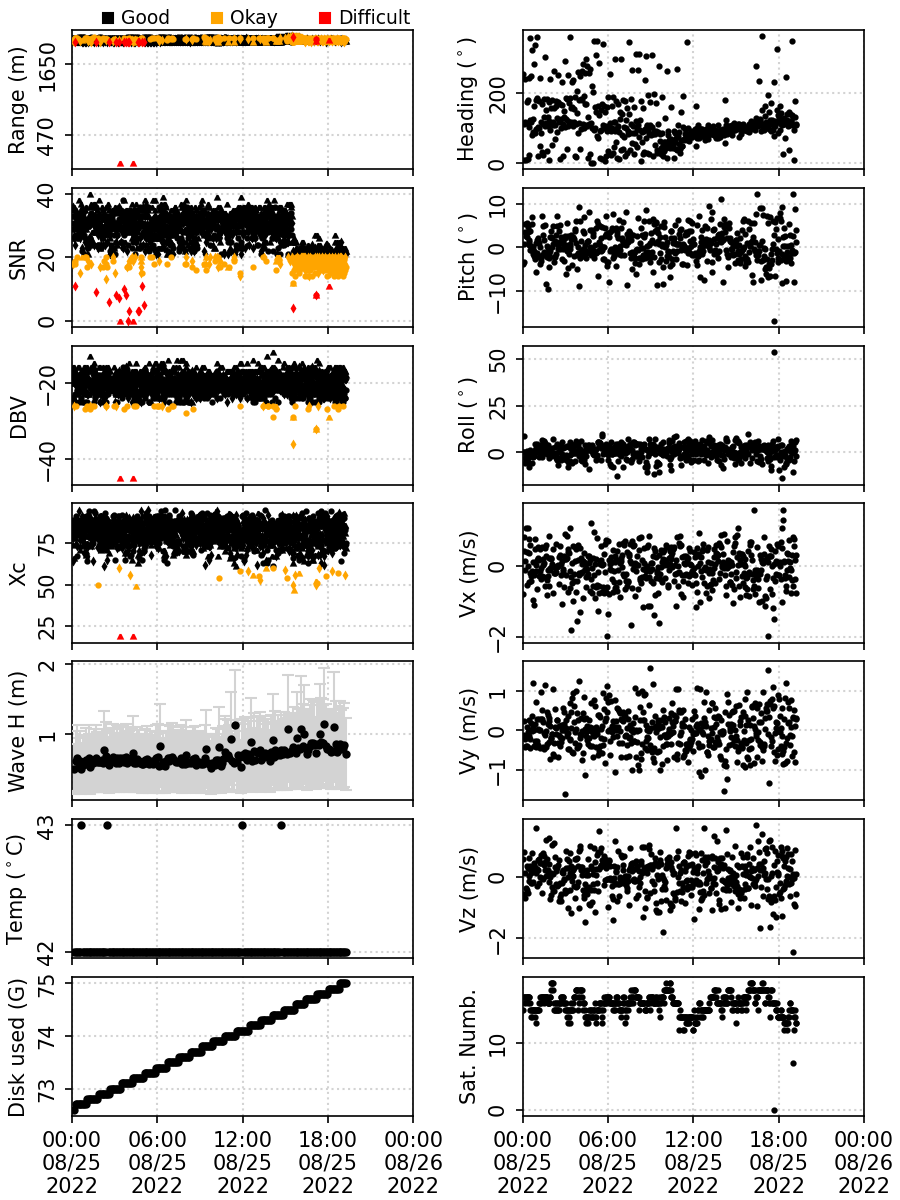 Good Okay Difficult
Range (m)
1650
470
Heading (°)
200
0
SNR
40
20
0
Pitch (°)
10
0
−10
DBV
−20
−40
Roll (°)
50
25
0
Xc
75
50
25
Vx (m/s)
0
−2
Wave H (m)
2
1
Vy (m/s)
1
0
−1
Temp (°C)
43
42
Vz (m/s)
0
−2
Disk used (G)
75
74
73
Sat. Numb.
10
0
00:00 06:00 12:00 18:00 00:00
08/25 08/25 08/25 08/25 08/26
2022 2022 2022 2022 2022
00:00 06:00 12:00 18:00 00:00
08/25 08/25 08/25 08/25 08/26
2022 2022 2022 2022 2022